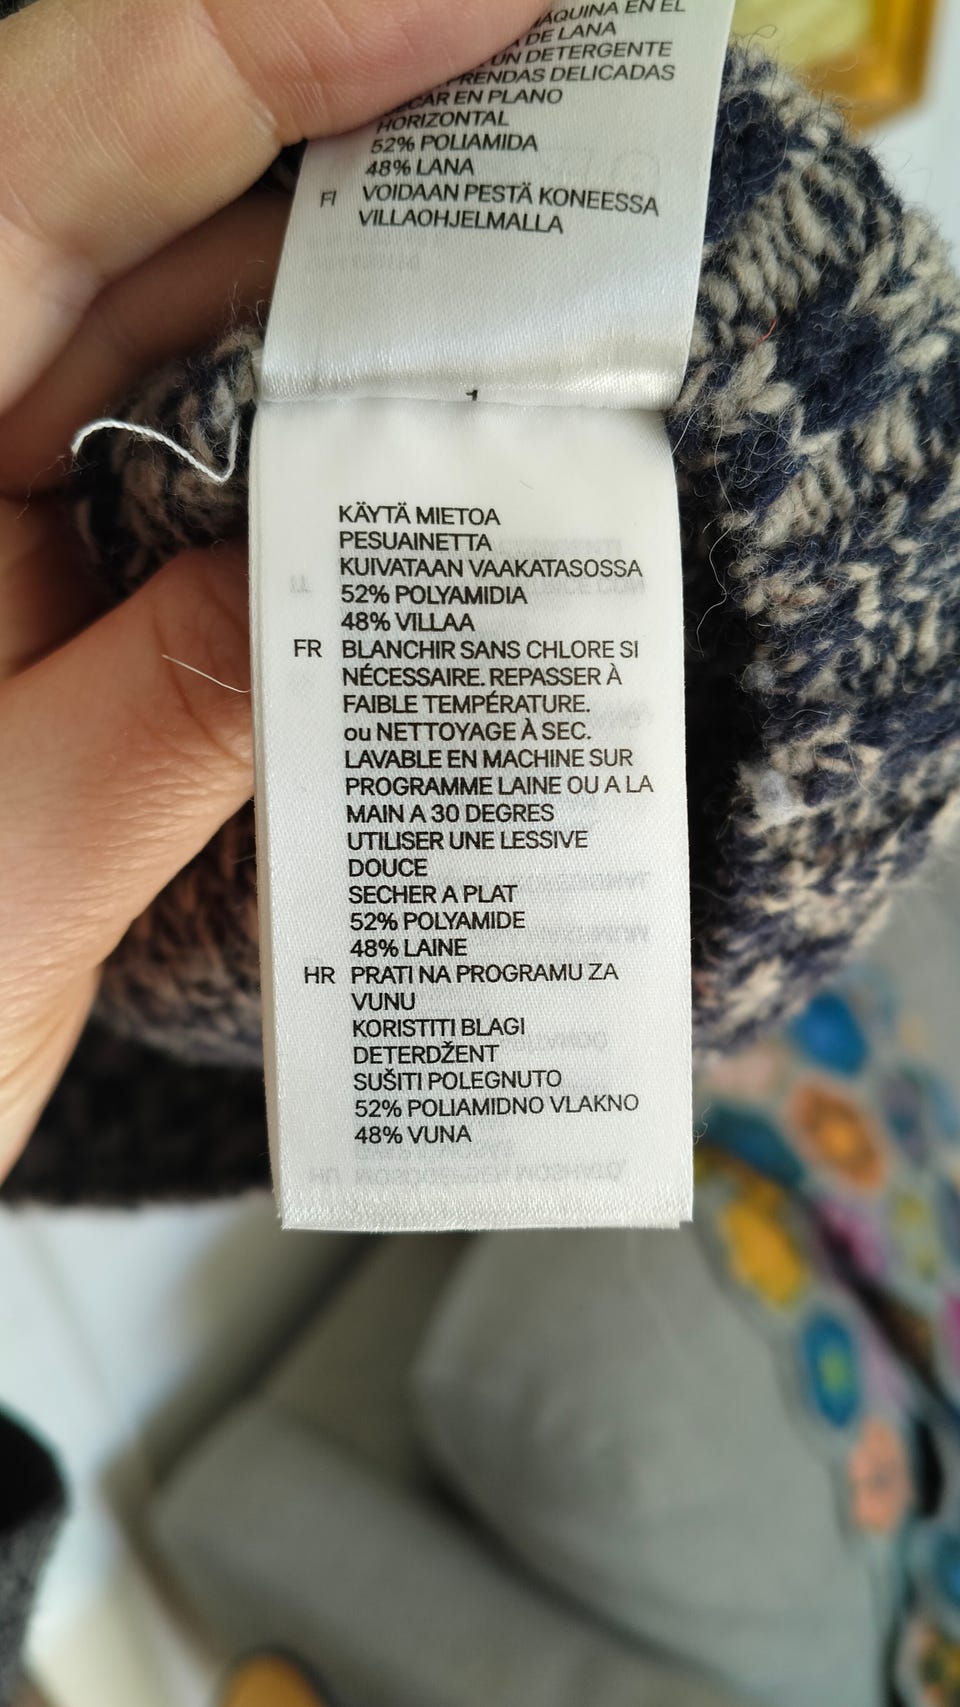 MÁQUINA EN EL
DE LANA
UN DETERGENTE
PRENDAS DELICADAS
SECAR EN PLANO
HORIZONTAL
52% POLIAMIDA
48% LANA
FI VOIDAAN PESTÄ KONEESSA
VILLAOHJELMALLA
1
KÄYTÄ MIETOA
PESUAINETTA
KUIVATAAN VAAKATASOSSA
52% POLYAMIDIA
48% VILLAA
FR BLANCHIR SANS CHLORE SI
NÉCESSAIRE. REPASSER À
FAIBLE TEMPÉRATURE.
ou NETTOYAGE À SEC.
LAVABLE EN MACHINE SUR
PROGRAMME LAINE OU A LA
MAIN A 30 DEGRES
UTILISER UNE LESSIVE
DOUCE
SECHER A PLAT
52% POLYAMIDE
48% LAINE
HR PRATI NA PROGRAMU ZA
VUNU
KORISTITI BLAGI
DETERDŽENT
SUŠITI POLEGNUTO
52% POLIAMIDNO VLAKNO
48% VUNA